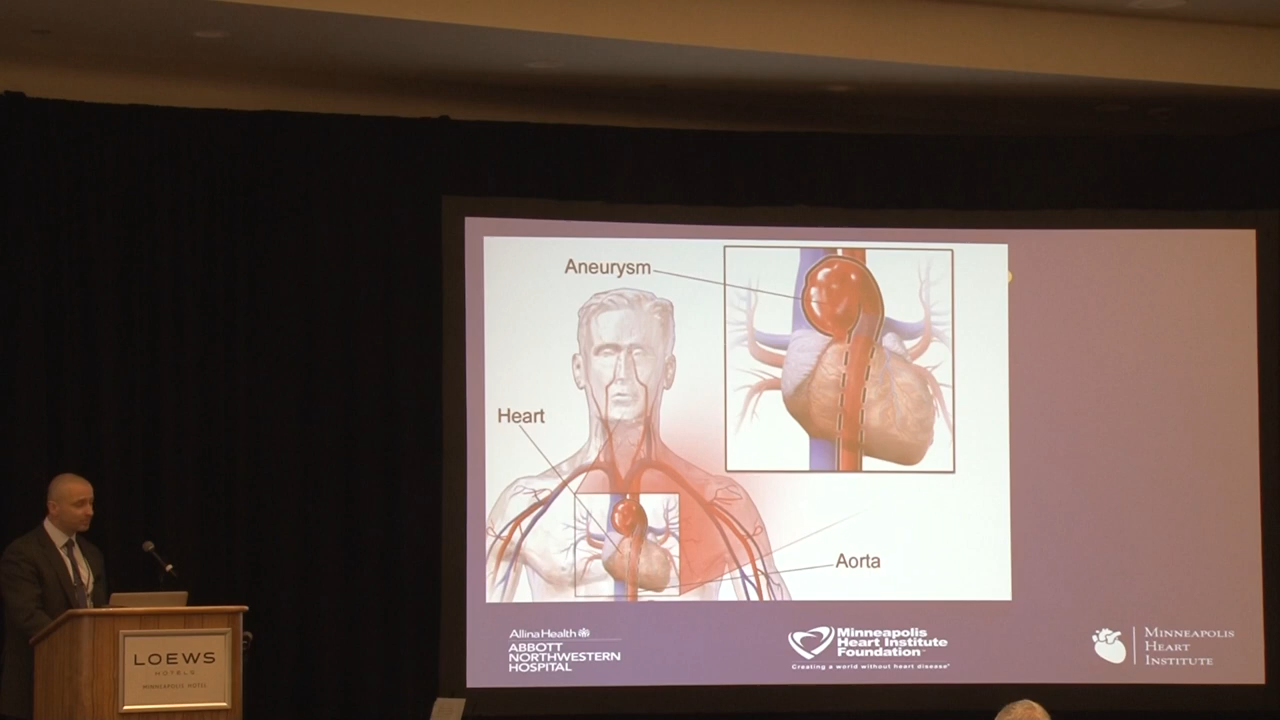 Aneurysm
Heart
Aorta
Allina Health
ABBOTT
NORTHWESTERN
HOSPITAL
Minneapolis
Heart Institute
Foundation
Creating a world without heart disease®
MINNEAPOLIS
HEART
INSTITUTE
LOEWS
HOTELS
MINNEAPOLIS HOTEL